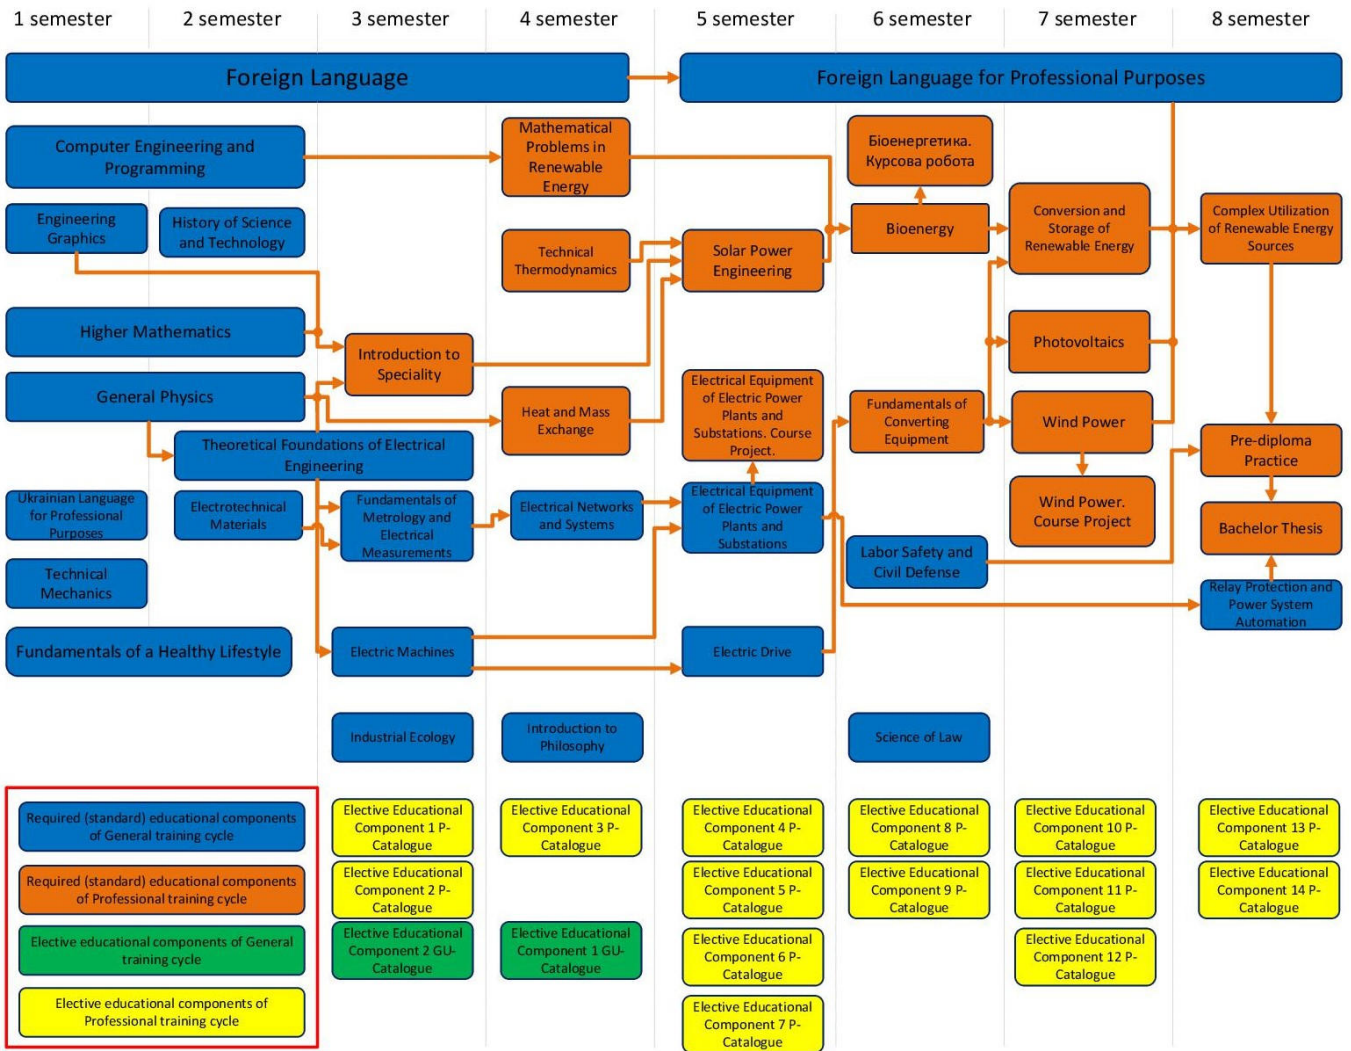 1 semester
2 semester
3 semester
4 semester
5 semester
6 semester
7 semester
8 semester
Foreign Language
Foreign Language for Professional Purposes
Computer Engineering and
Programming
Mathematical
Problems in
Renewable
Energy
Біоенергетика.
Курсова робота
Engineering
Graphics
History of Science
and Technology
Technical
Thermodynamics
Solar Power
Engineering
Bioenergy
Conversion and
Storage of
Renewable Energy
Complex Utilization
of Renewable Energy
Sources
Higher Mathematics
Introduction to
Speciality
Photovoltaics
General Physics
Heat and Mass
Exchange
Electrical Equipment
of Electric Power
Plants and
Substations. Course
Project.
Fundamentals of
Converting
Equipment
Wind Power
Pre-diploma
Practice
Theoretical Foundations of Electrical
Engineering
Ukrainian Language
for Professional
Purposes
Electrotechnical
Materials
Fundamentals of
Metrology and
Electrical
Measurements
Electrical Networks
and Systems
Electrical Equipment
of Electric Power
Plants and
Substations
Wind Power.
Course Project
Bachelor Thesis
Technical
Mechanics
Labor Safety and
Civil Defense
Relay Protection and
Power System
Automation
Fundamentals of a Healthy Lifestyle
Electric Machines
Electric Drive
Industrial Ecology
Introduction to
Philosophy
Science of Law
Required (standard) educational components
of General training cycle
Elective Educational
Component 1 P-
Catalogue
Elective Educational
Component 3 P-
Catalogue
Elective Educational
Component 4 P-
Catalogue
Elective Educational
Component 8 P-
Catalogue
Elective Educational
Component 10 P-
Catalogue
Elective Educational
Component 13 P-
Catalogue
Required (standard) educational components
of Professional training cycle
Elective Educational
Component 2 P-
Catalogue
Elective Educational
Component 5 P-
Catalogue
Elective Educational
Component 9 P-
Catalogue
Elective Educational
Component 11 P-
Catalogue
Elective Educational
Component 14 P-
Catalogue
Elective educational components of General
training cycle
Elective Educational
Component 2 GU-
Catalogue
Elective Educational
Component 1 GU-
Catalogue
Elective Educational
Component 6 P-
Catalogue
Elective Educational
Component 12 P-
Catalogue
Elective educational components of
Professional training cycle
Elective Educational
Component 7 P-
Catalogue